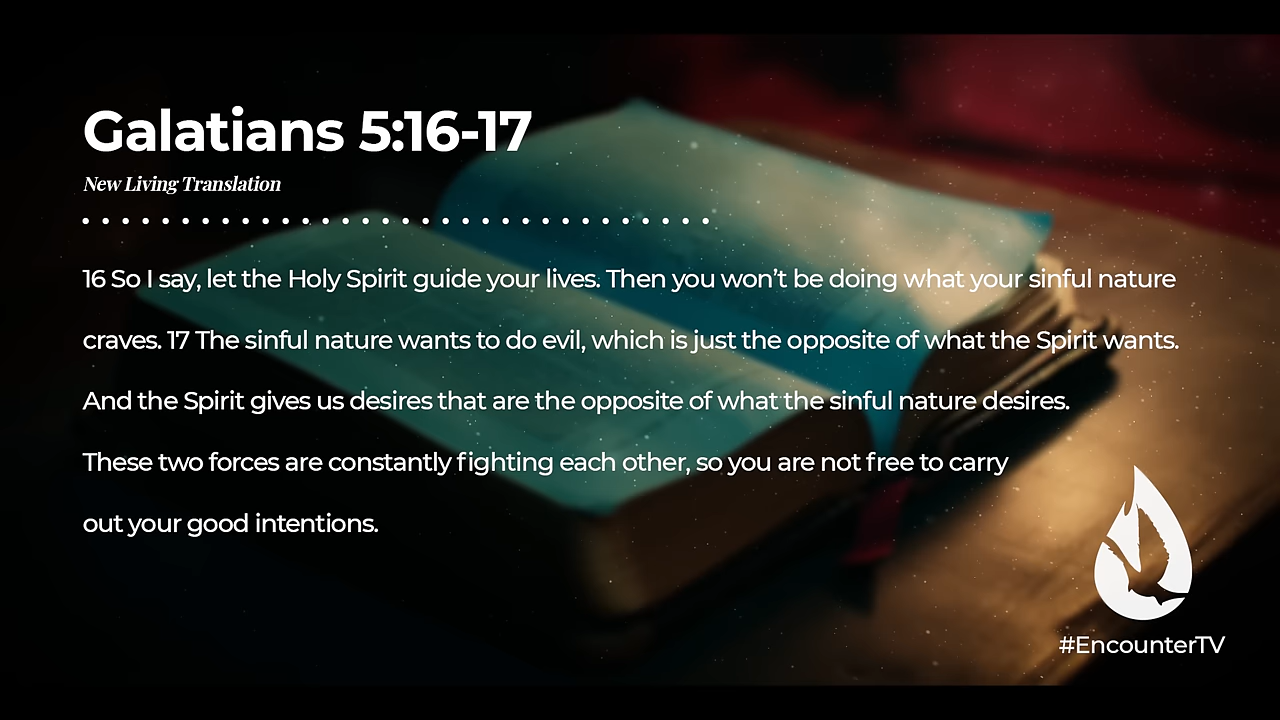 Galatians 5:16-17
New Living Translation
16 So I say, let the Holy Spirit guide your lives. Then you won’t be doing what your sinful nature
craves. 17 The sinful nature wants to do evil, which is just the opposite of what the Spirit wants.
And the Spirit gives us desires that are the opposite of what the sinful nature desires.
These two forces are constantly fighting each other, so you are not free to carry
out your good intentions.
#EncounterTV